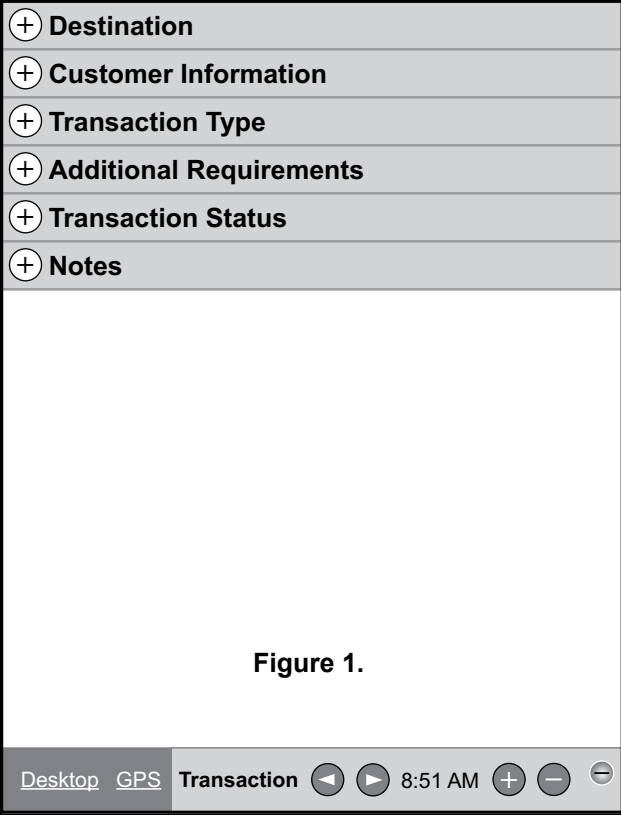 Destination
Customer Information
Transaction Type
Additional Requirements
Transaction Status
Notes
Figure 1.
Desktop GPS Transaction 8:51 AM